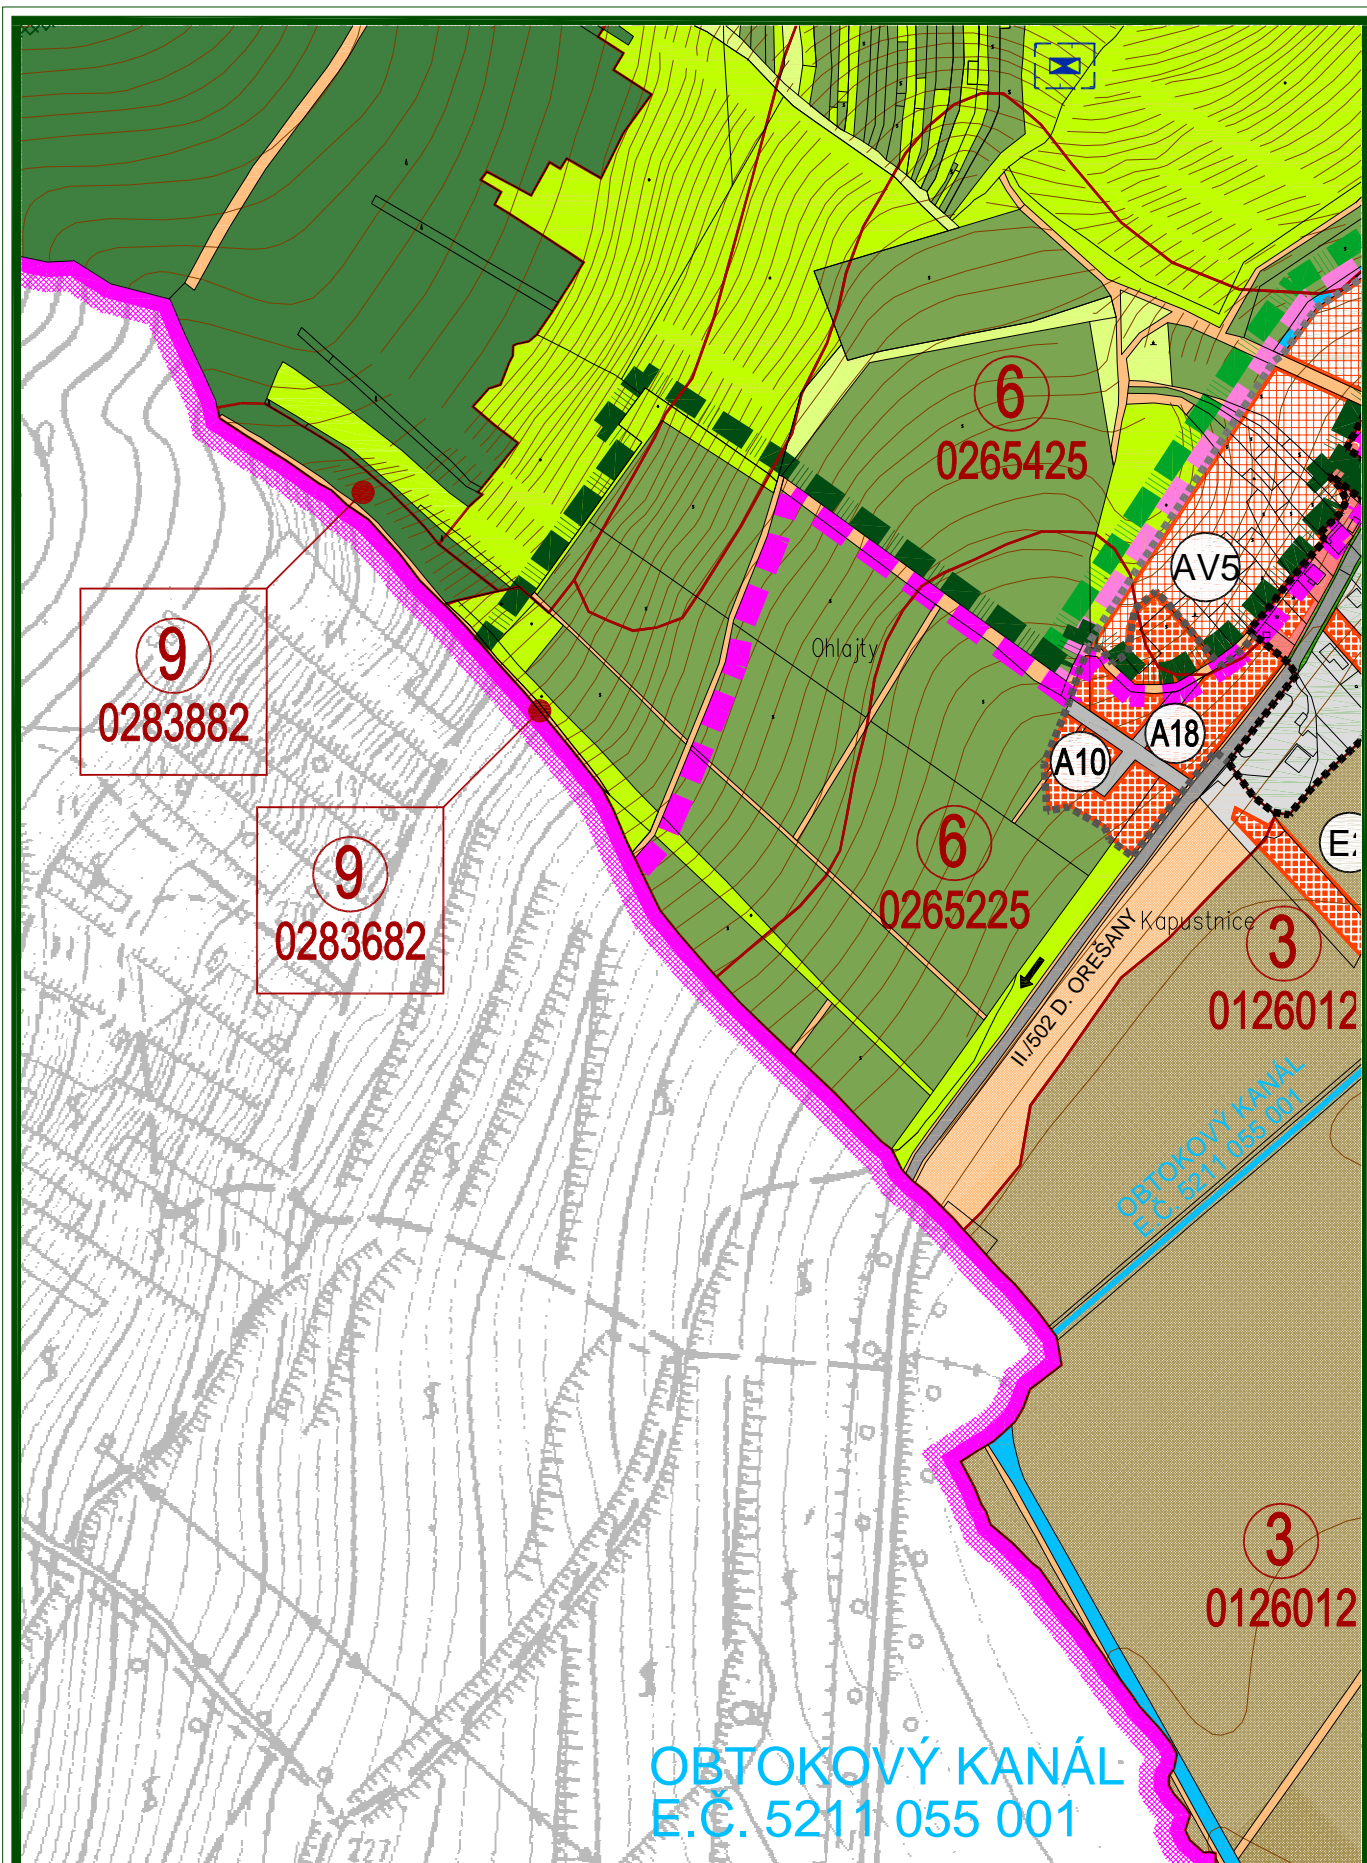 6
0265425
AV5
9
0283882
Ohlajty
A18
A10
9
0283682
6
0265225
Kapustnice
II./502 D. OREŠANY
3
0126012
OBTOKOVÝ KANÁL
E.Č. 5211 055 001
3
0126012
OBTOKOVÝ KANÁL
E.Č. 5211 055 001
227